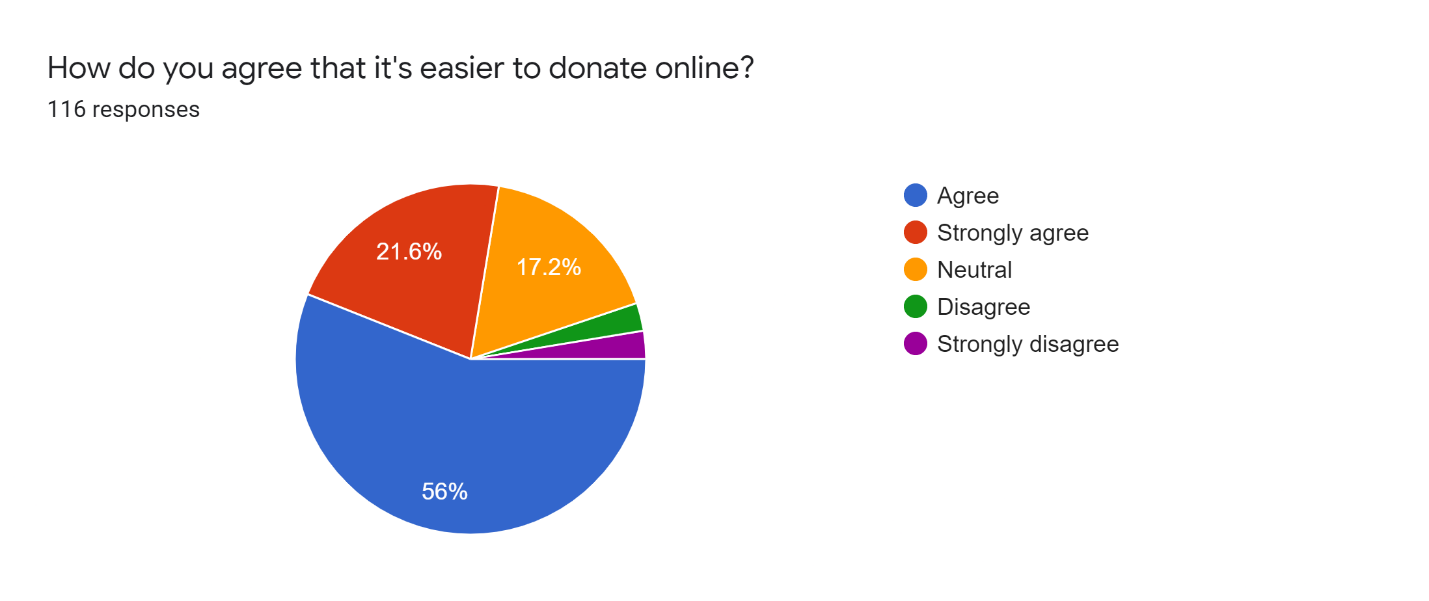 How do you agree that it's easier to donate online?
116 responses
21.6%
17.2%
56%
Agree
Strongly agree
Neutral
Disagree
Strongly disagree